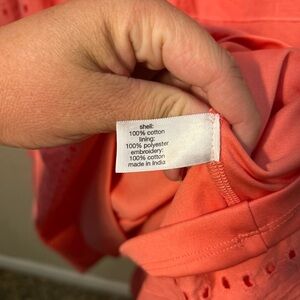 shell:
100% cotton
lining:
100% polyester
embroidery:
100% cotton
made in India